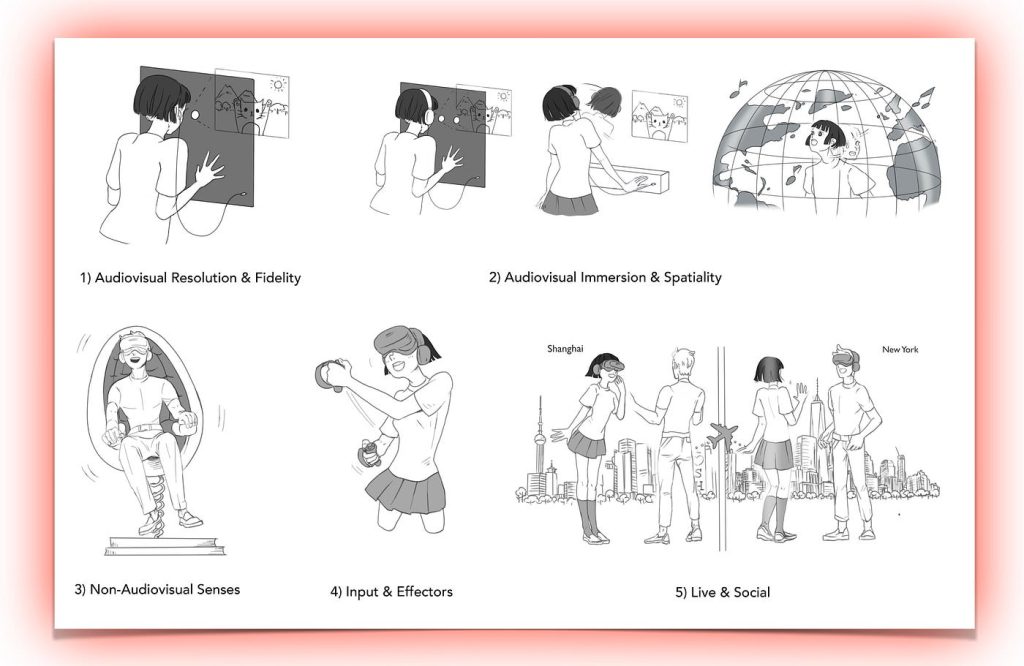 1) Audiovisual Resolution & Fidelity
2) Audiovisual Immersion & Spatiality
Shanghai
New York
3) Non-Audiovisual Senses
4) Input & Effectors
5) Live & Social